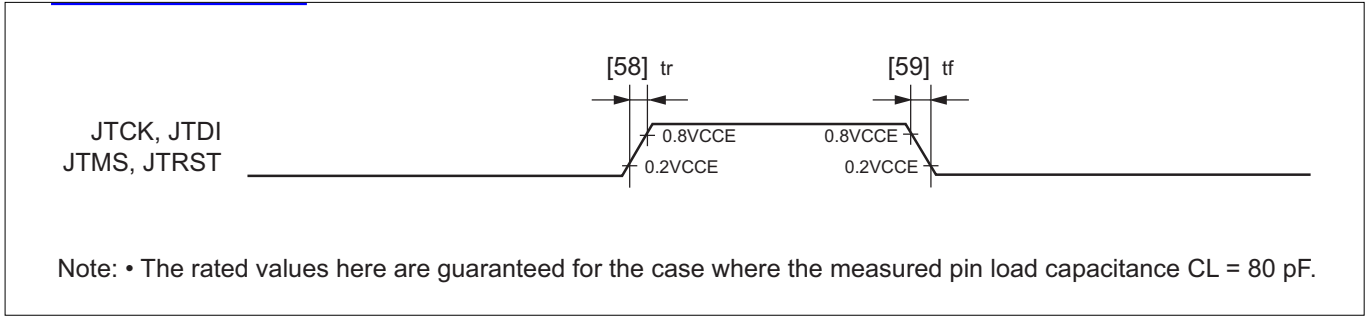 [58] tr
[59] tf
JTCK, JTDI
JTMS, JTRST
0.8VCCE
0.8VCCE
0.2VCCE
0.2VCCE
Note: • The rated values here are guaranteed for the case where the measured pin load capacitance CL = 80 pF.